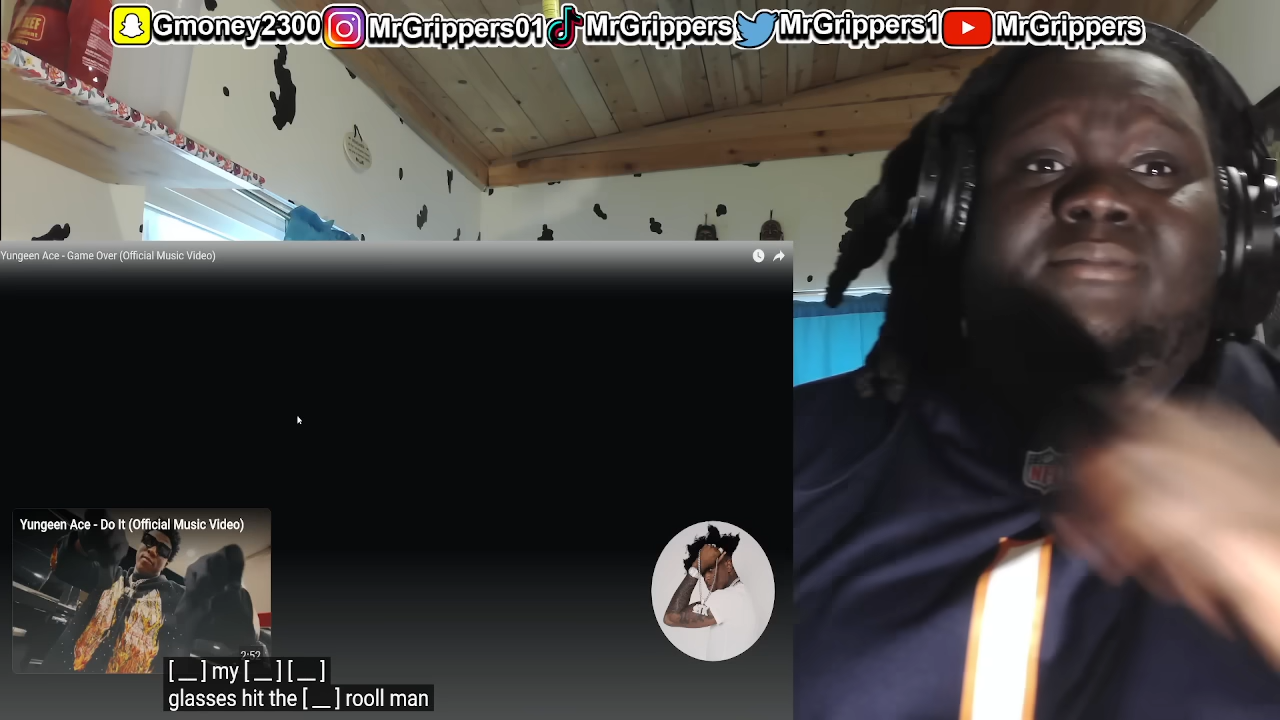 Gmoney2300 MrGrippers01 MrGrippers MrGrippers1 MrGrippers
Yungeen Ace - Game Over (Official Music Video)
NFL
Yungeen Ace - Do It (Official Music Video)
2:52
[ __ ] my [ __ ] [ __ ]
glasses hit the [ __ ] rooll man